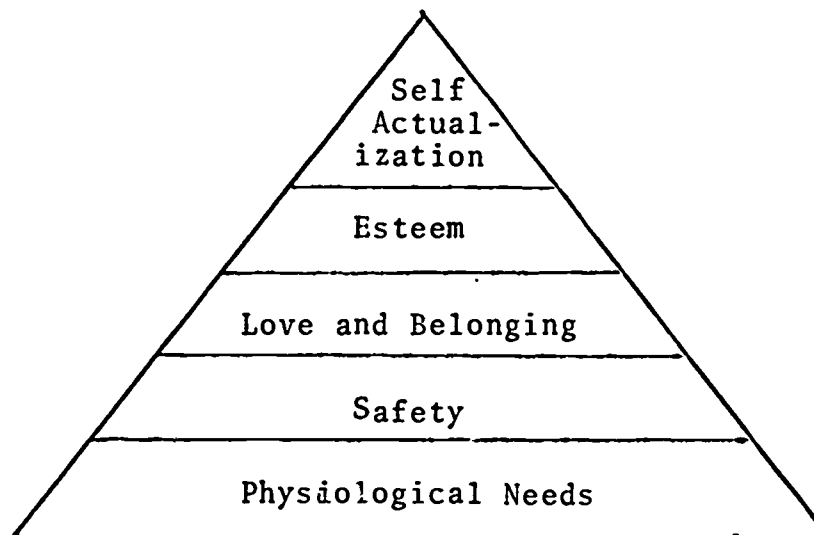 Self
Actual-
ization
Esteem
Love and Belonging
Safety
Physiological Needs